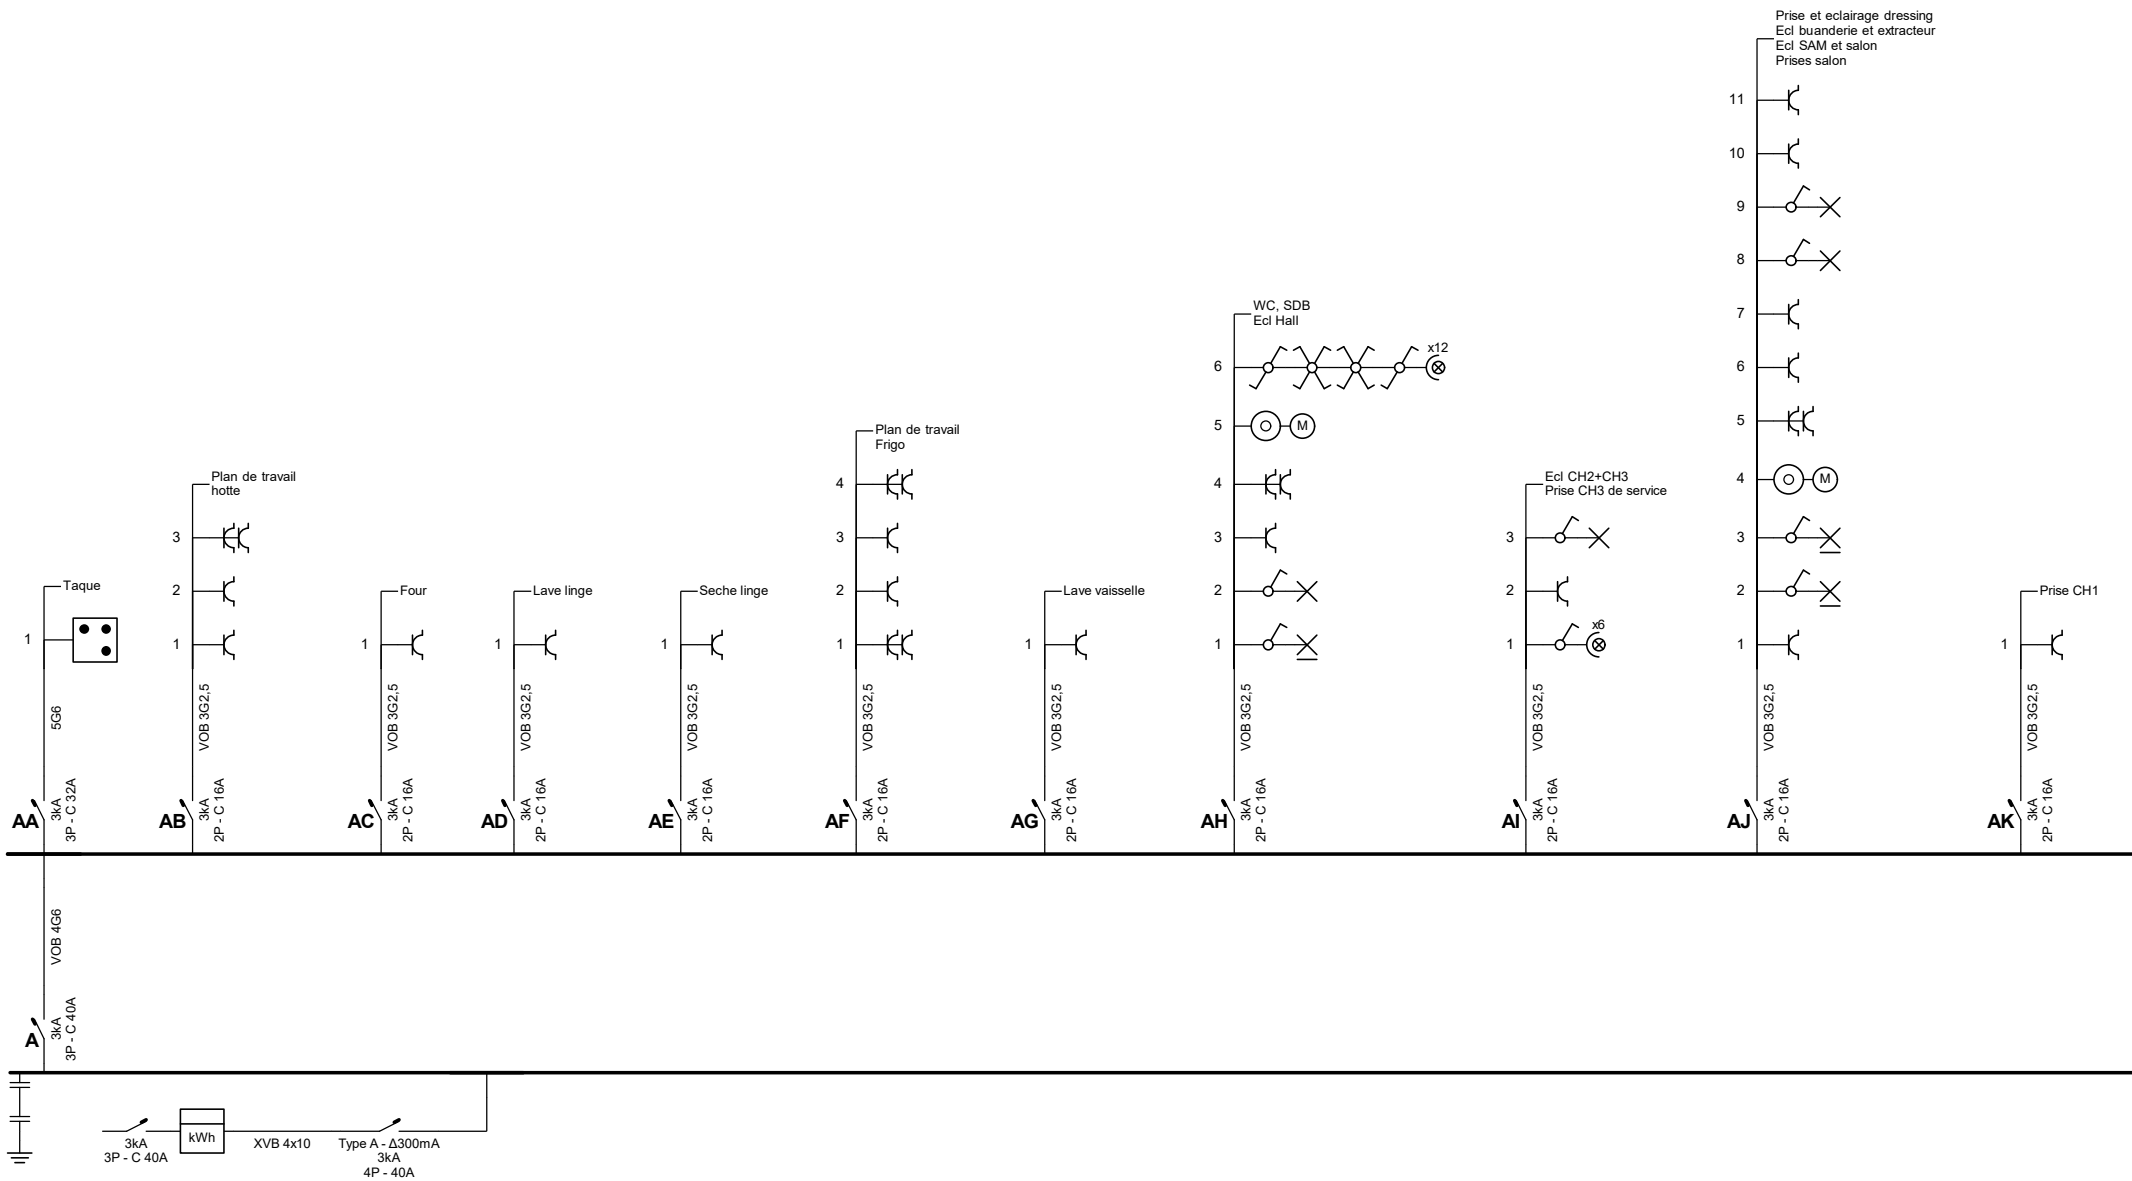 Prise et eclairage dressing
Ecl buanderie et extracteur
Ecl SAM et salon
Prises salon
11
10
9
8
7
6
5
4
3
2
1
VOB 3G2,5
3kA
2P - C 16A
AJ
WC, SDB
Ecl Hall
x12
6
5
M
4
3
2
1
VOB 3G2,5
3kA
2P - C 16A
AH
M
Plan de travail
Frigo
4
3
2
1
VOB 3G2,5
3kA
2P - C 16A
AF
Plan de travail
hotte
3
2
1
VOB 3G2,5
3kA
2P - C 16A
AB
Ecl CH2+CH3
Prise CH3 de service
3
2
x6
1
VOB 3G2,5
3kA
2P - C 16A
AI
Taque
1
5G6
3kA
3P - C 32A
AA
Four
1
VOB 3G2,5
3kA
2P - C 16A
AC
Lave linge
1
VOB 3G2,5
3kA
2P - C 16A
AD
Seche linge
1
VOB 3G2,5
3kA
2P - C 16A
AE
Lave vaisselle
1
VOB 3G2,5
3kA
2P - C 16A
AG
Prise CH1
1
VOB 3G2,5
3kA
2P - C 16A
AK
VOB 4G6
3kA
3P - C 40A
A
3kA
3P - C 40A
kWh
XVB 4x10
Type A - Δ300mA
3kA
4P - 40A